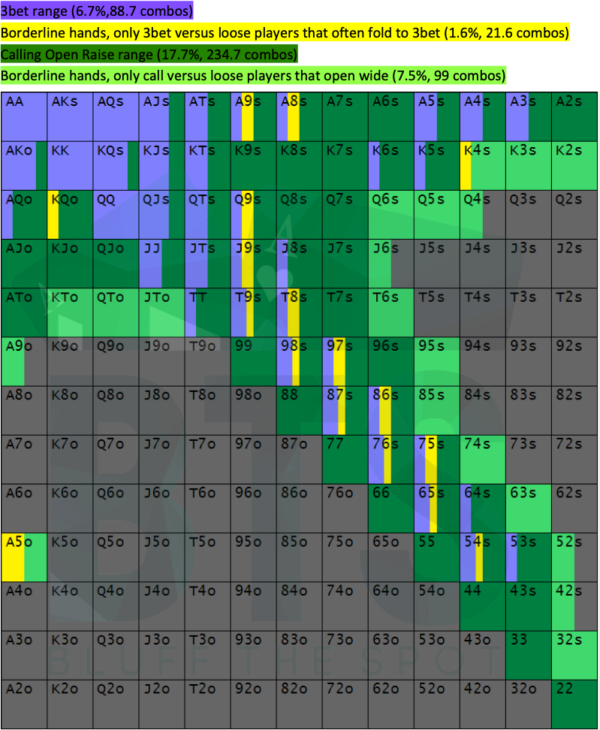 3bet range (6.7%,88.7 combos)
Borderline hands, only 3bet versus loose players that often fold to 3bet (1.6%, 21.6 combos)
Calling Open Raise range (17.7%, 234.7 combos)
Borderline hands, only call versus loose players that open wide (7.5%, 99 combos)
AA AKs AQs AJs ATs A9s A8s A7s A6s A5s A4s A3s A2s
AKo KK KQs KJs KTs K9s K8s K7s K6s K5s K4s K3s K2s
AQo KQo QQ QJs QTs Q9s Q8s Q7s Q6s Q5s Q4s Q3s Q2s
AJo KJo QJo JJ JTs J9s J8s J7s J6s J5s J4s J3s J2s
ATo KTo QTo JTo TT T9s T8s T7s T6s T5s T4s T3s T2s
A9o K9o Q9o J9o T9o 99 98s 97s 96s 95s 94s 93s 92s
A8o K8o Q8o J8o T8o 98o 88 87s 86s 85s 84s 83s 82s
A7o K7o Q7o J7o T7o 97o 87o 77 76s 75s 74s 73s 72s
A6o K6o Q6o J6o T6o 96o 86o 76o 66 65s 64s 63s 62s
A5o K5o Q5o J5o T5o 95o 85o 75o 65o 55 54s 53s 52s
A4o K4o Q4o J4o T4o 94o 84o 74o 64o 54o 44 43s 42s
A3o K3o Q3o J3o T3o 93o 83o 73o 63o 53o 43o 33 32s
A2o K2o Q2o J2o T2o 92o 82o 72o 62o 52o 42o 32o 22
BTS
BLUFF THE SPOT